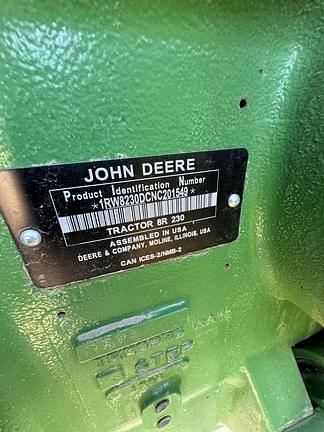 JOHN DEERE
Product Identification Number
*1RW8230DCNC201549*
TRACTOR 8R 230
ASSEMBLED IN USA
DEERE & COMPANY, MOLINE, ILLINOIS, USA
CAN ICES-2/NMB-2
STEP